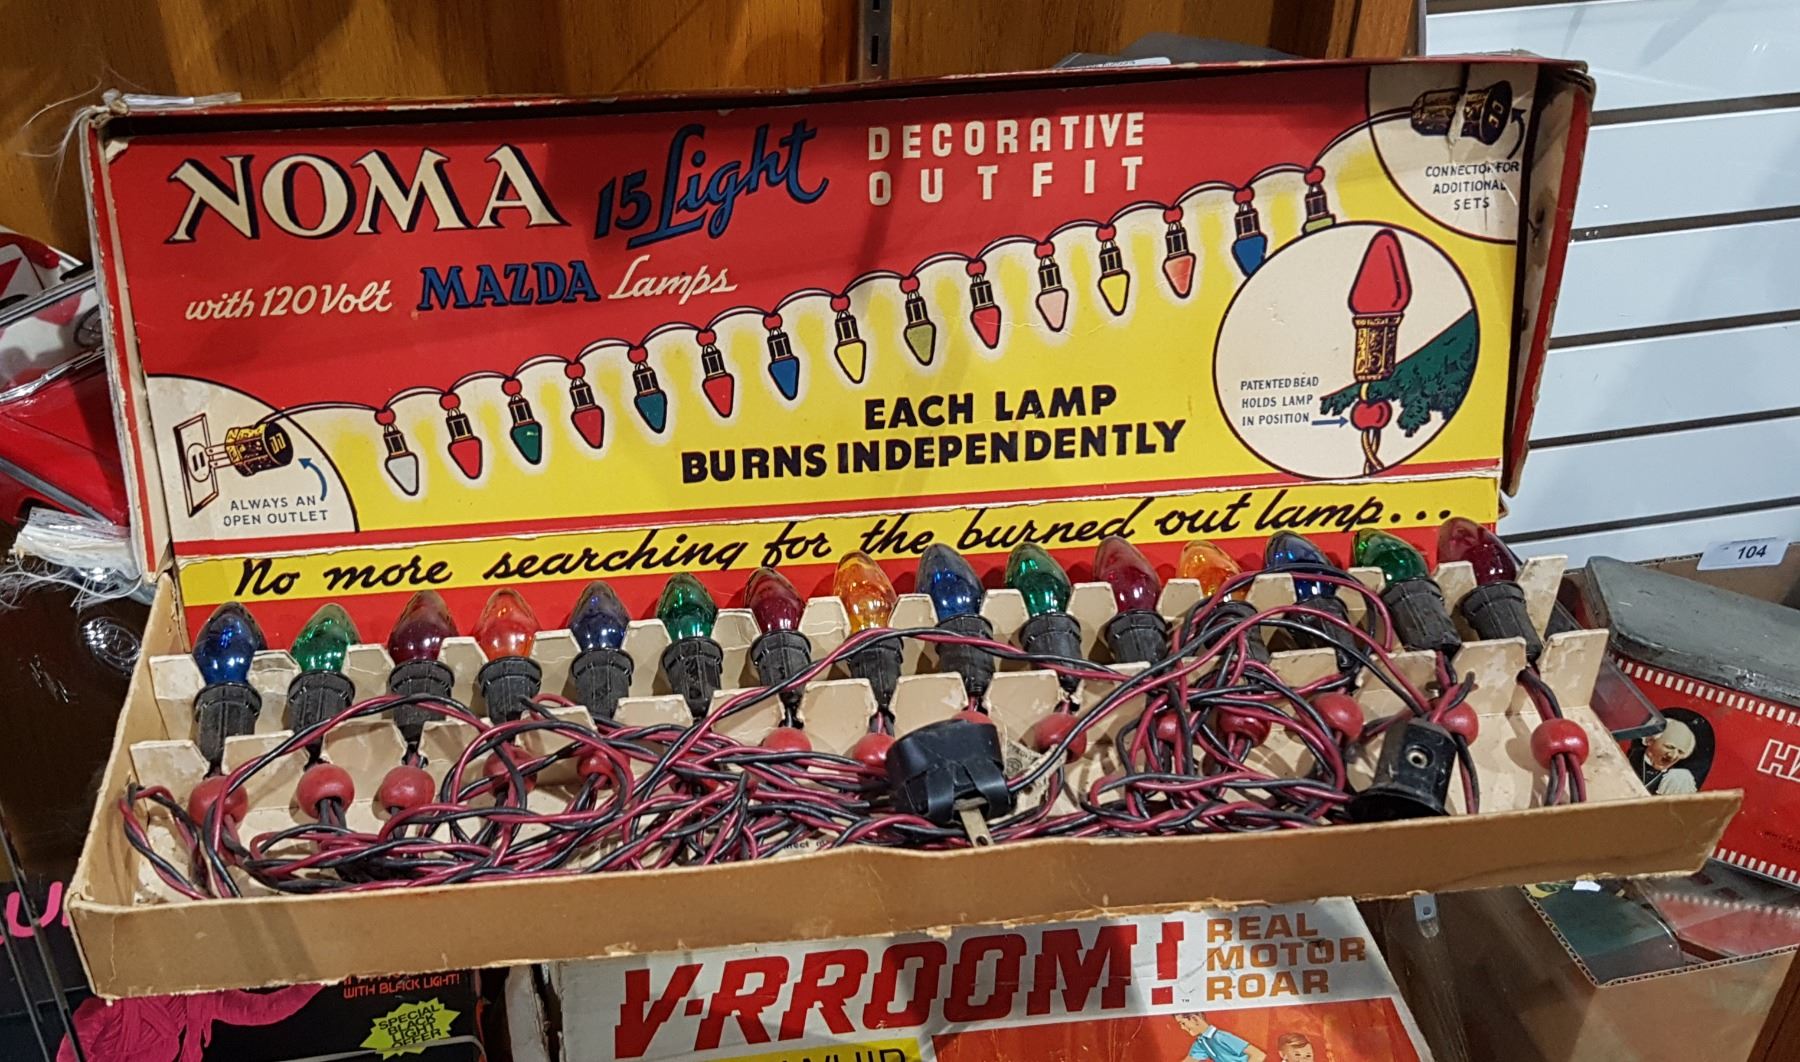 NOMA 15 Light DECORATIVE
OUTFIT
with 120 Volt MAZDA Lamps
CONNECTOR FOR
ADDITIONAL
SETS
PATENTED BEAD
HOLDS LAMP
IN POSITION
ALWAYS AN
OPEN OUTLET
EACH LAMP
BURNS INDEPENDENTLY
No more searching for the burned out lamp...
104
V-RROOM!
REAL
MOTOR
ROAR
WITH BLACK LIGHT!
SPECIAL
BLACK
LIGHT
OFFER